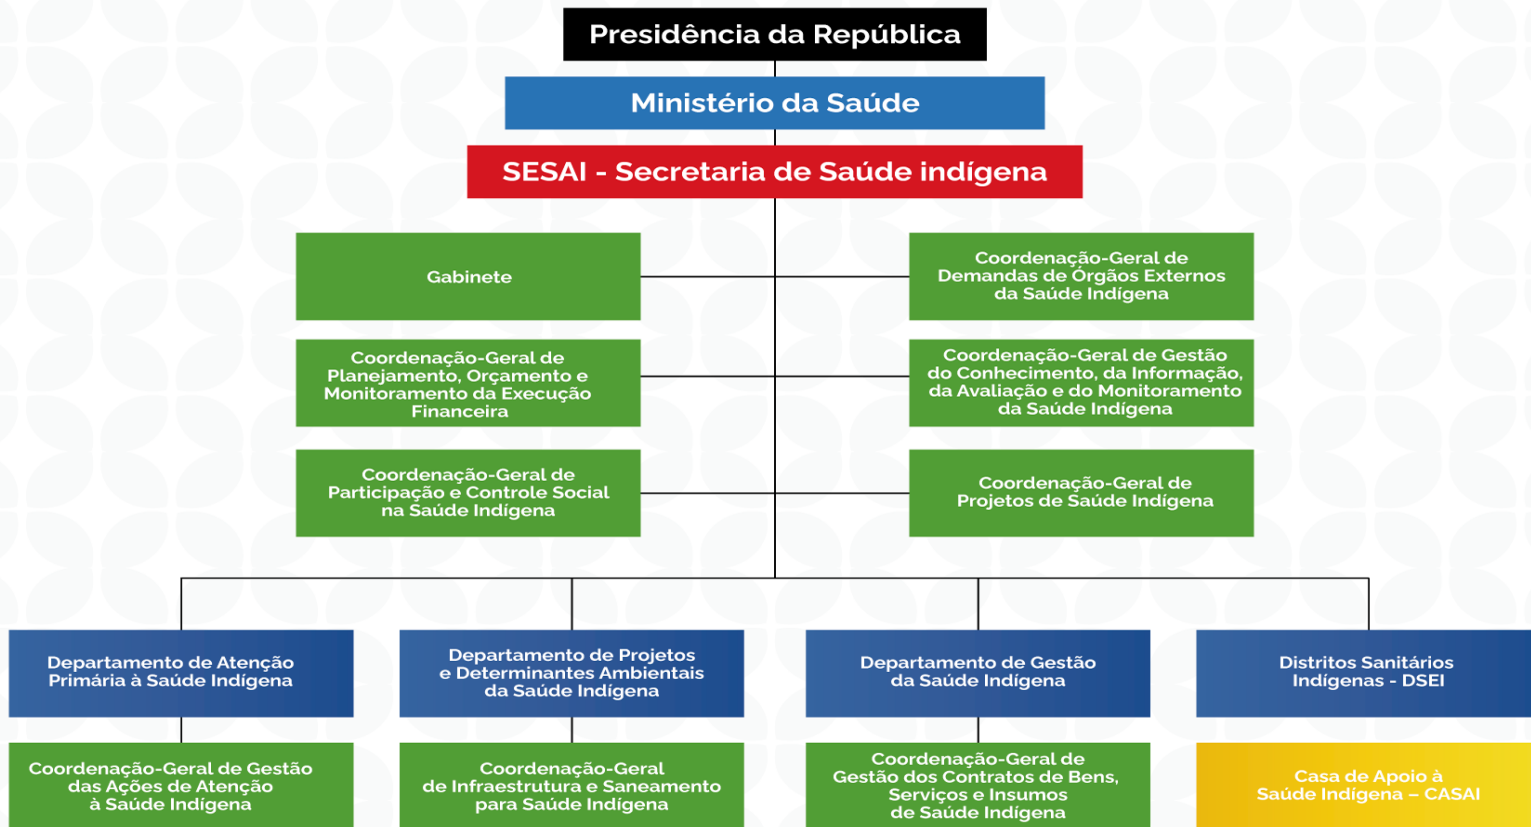 Presidência da República
Ministério da Saúde
SESAI - Secretaria de Saúde indígena
Gabinete
Coordenação-Geral de
Demandas de Órgãos Externos
da Saúde Indígena
Coordenação-Geral de
Planejamento, Orçamento e
Monitoramento da Execução
Financeira
Coordenação-Geral de Gestão
do Conhecimento, da Informação,
da Avaliação e do Monitoramento
da Saúde Indígena
Coordenação-Geral de
Participação e Controle Social
na Saúde Indígena
Coordenação-Geral de
Projetos de Saúde Indígena
Departamento de Atenção
Primária à Saúde Indígena
Departamento de Projetos
e Determinantes Ambientais
da Saúde Indígena
Departamento de Gestão
da Saúde Indígena
Distritos Sanitários
Indígenas - DSEI
Coordenação-Geral de Gestão
das Ações de Atenção
à Saúde Indígena
Coordenação-Geral
de Infraestrutura e Saneamento
para Saúde Indígena
Coordenação-Geral de
Gestão dos Contratos de Bens,
Serviços e Insumos
de Saúde Indígena
Casa de Apoio à
Saúde Indígena – CASAI